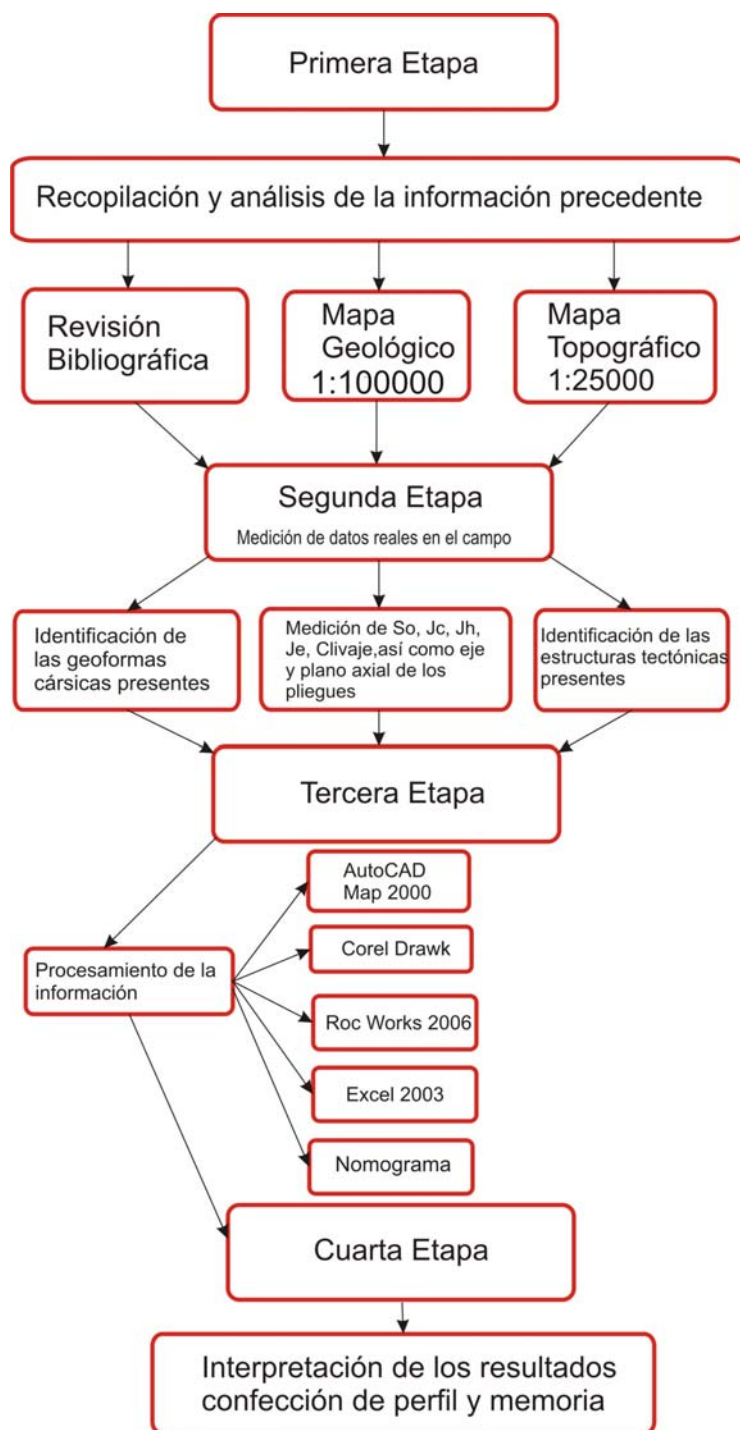 Primera Etapa
Recopilación y análisis de la información precedente
Revisión
Bibliográfica
Mapa
Geológico
1:100000
Mapa
Topográfico
1:25000
Segunda Etapa
Medición de datos reales en el campo
Identificación de
las geoformas
cársicas presentes
Medición de So, Jc, Jh,
Je, Clivaje,así como eje
y plano axial de los
pliegues
Identificación de las
estructuras tectónicas
presentes
Tercera Etapa
AutoCAD
Map 2000
Corel Drawk
Procesamiento de la
información
Roc Works 2006
Excel 2003
Nomograma
Cuarta Etapa
Interpretación de los resultados
confección de perfil y memoria